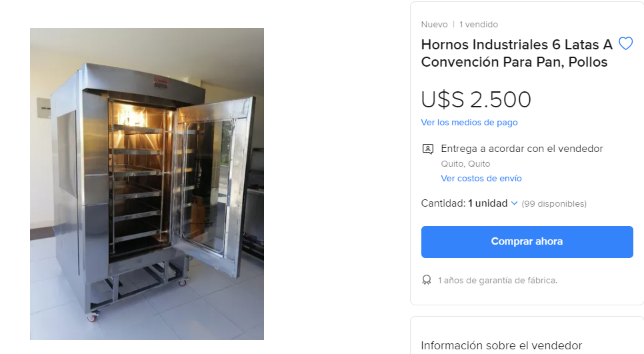 Nuevo | 1 vendido
Hornos Industriales 6 Latas A
Convención Para Pan, Pollos
U$S 2.500
Ver los medios de pago
Entrega a acordar con el vendedor
Quito, Quito
Ver costos de envío
Cantidad: 1 unidad (99 disponibles)
Comprar ahora
1 años de garantía de fábrica.
Información sobre el vendedor